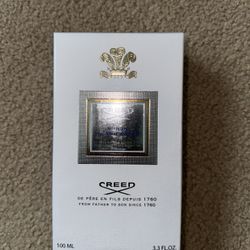 CREED
DE PÈRE EN FILS DEPUIS 1760
FROM FATHER TO SON SINCE 1760
100 ML
3.3 FL.OZ